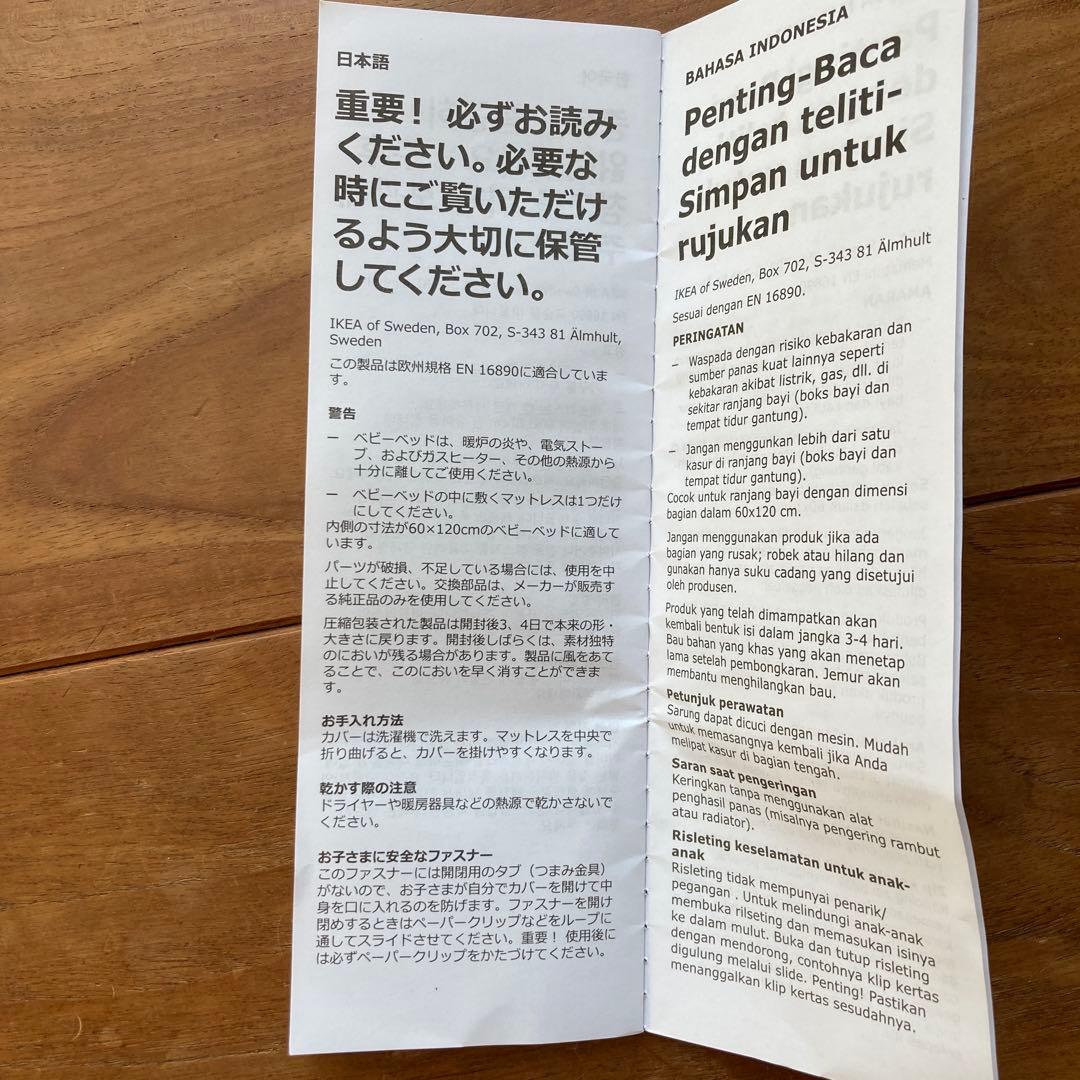 日本語
重要！ 必ずお読み
ください。必要な
時にご覧いただけ
るよう大切に保管
してください。
IKEA of Sweden, Box 702, S-343 81 Älmhult,
Sweden
この製品は欧州規格 EN 16890に適合していま
す。
警告
– ベビーベッドは、暖炉の炎や、電気ストー
ブ、およびガスヒーター、その他の熱源から
十分に離してご使用ください。
– ベビーベッドの中に敷くマットレスは1つだけ
にしてください。
内側の寸法が60×120cmのベビーベッドに適して
います。
パーツが破損、不足している場合には、使用を中
止してください。交換部品は、メーカーが販売す
る純正品のみを使用してください。
圧縮包装された製品は開封後3、4日で本来の形・
大きさに戻ります。開封後しばらくは、素材独特
のにおいが残る場合があります。製品に風をあて
ることで、このにおいを早く消すことができま
す。
お手入れ方法
カバーは洗濯機で洗えます。マットレスを中央で
折り曲げると、カバーを掛けやすくなります。
乾かす際の注意
ドライヤーや暖房器具などの熱源で乾かさないで
ください。
お子さまに安全なファスナー
このファスナーには開閉用のタブ（つまみ金具）
がないので、お子さまが自分でカバーを開けて中
身を口に入れるのを防げます。ファスナーを開け
閉めするときはペーパークリップなどをループに
通してスライドさせてください。重要！ 使用後に
は必ずペーパークリップをかたづけてください。
BAHASA INDONESIA
Penting-Baca
dengan teliti-
Simpan untuk
rujukan
IKEA of Sweden, Box 702, S-343 81 Älmhult
Sesuai dengan EN 16890.
PERINGATAN
– Waspada dengan risiko kebakaran dan
sumber panas kuat lainnya seperti
kebakaran akibat listrik, gas, dll. di
sekitar ranjang bayi (boks bayi dan
tempat tidur gantung).
– Jangan menggunkan lebih dari satu
kasur di ranjang bayi (boks bayi dan
tempat tidur gantung).
Cocok untuk ranjang bayi dengan dimensi
bagian dalam 60x120 cm.
Jangan menggunakan produk jika ada
bagian yang rusak; robek atau hilang dan
gunakan hanya suku cadang yang disetujui
oleh produsen.
Produk yang telah dimampatkan akan
kembali bentuk isi dalam jangka 3-4 hari.
Bau bahan yang khas yang akan menetap
lama setelah pembongkaran. Jemur akan
membantu menghilangkan bau.
Petunjuk perawatan
Sarung dapat dicuci dengan mesin. Mudah
untuk memasangnya kembali jika Anda
melipat kasur di bagian tengah.
Saran saat pengeringan
Keringkan tanpa menggunakan alat
penghasil panas (misalnya pengering rambut
atau radiator).
Risleting keselamatan untuk anak-
anak
Risleting tidak mempunyai penarik/
pegangan . Untuk melindungi anak-anak
membuka rilseting dan memasukan isinya
ke dalam mulut. Buka dan tutup risleting
dengan mendorong, contohnya klip kertas
digulung melalui slide. Penting! Pastikan
menanggalkan klip kertas sesudahnya.